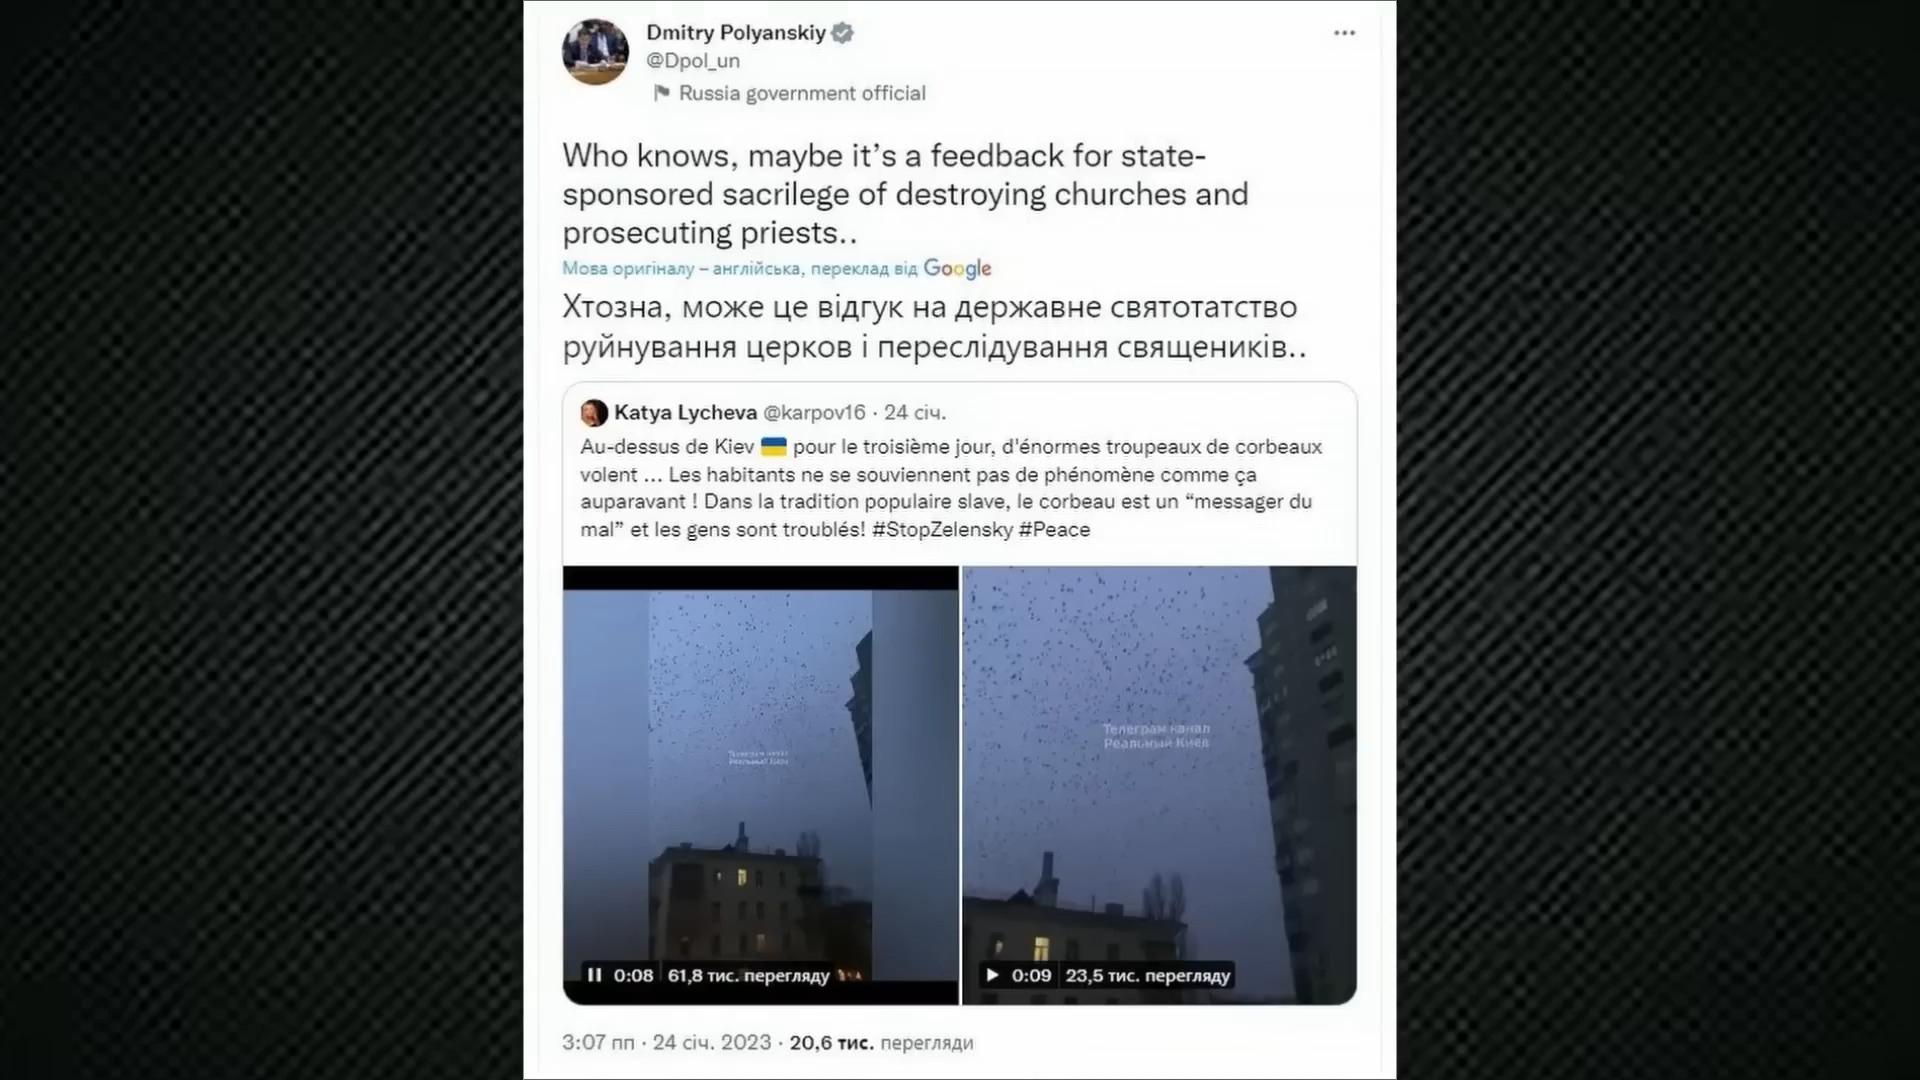 Dmitry Polyanskiy
@Dpol_un
Russia government official
Who knows, maybe it's a feedback for state-
sponsored sacrilege of destroying churches and
prosecuting priests..
Мова оригіналу – англійська, переклад від Google
Хтозна, може це відгук на державне святотатство
руйнування церков і переслідування священиків..
Katya Lycheva @karpov16 · 24 січ.
Au-dessus de Kiev 🇺🇦 pour le troisième jour, d'énormes troupeaux de corbeaux
volent ... Les habitants ne se souviennent pas de phénomène comme ça
auparavant ! Dans la tradition populaire slave, le corbeau est un “messager du
mal” et les gens sont troublés! #StopZelensky #Peace
Телеграм канал
Реальный Киев
Телеграм канал
Реальный Киев
0:08 61,8 тис. перегляду
0:09 23,5 тис. перегляду
3:07 пп · 24 січ. 2023 · 20,6 тис. перегляди